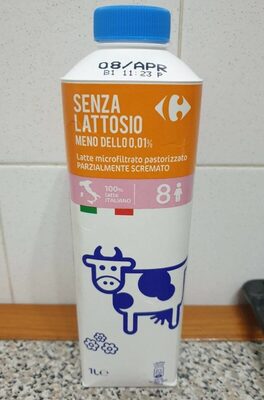 08/APR
B1 11:23 P
SENZA
LATTOSIO
MENO DELLO 0,01%
Latte microfiltrato pastorizzato
PARZIALMENTE SCREMATO
100%
latte
ITALIANO
8
1L e